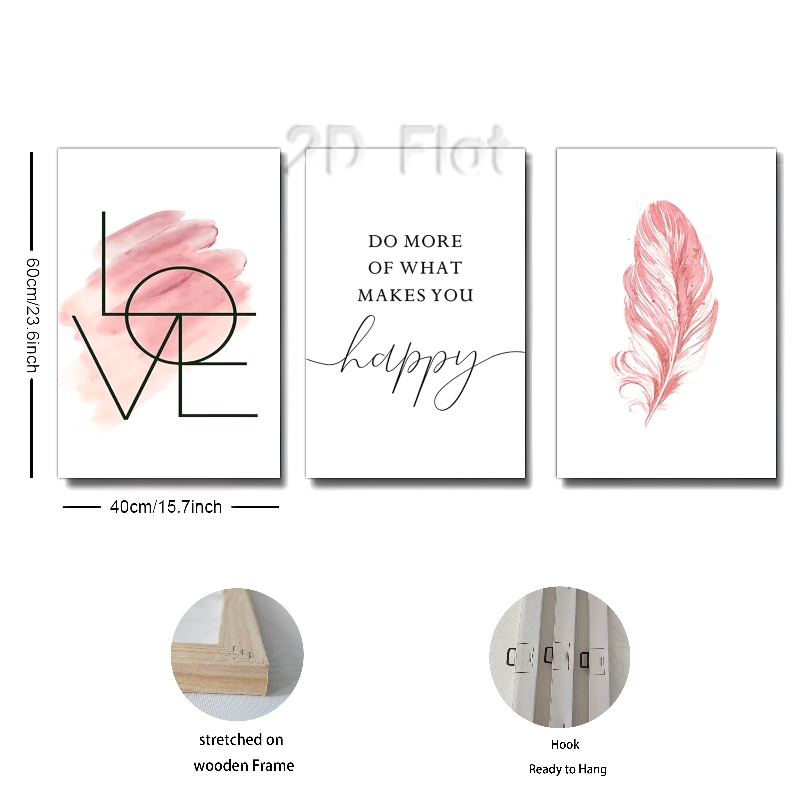 2D Flat
LOVE
DO MORE
OF WHAT
MAKES YOU
happy
60cm/23.6inch
40cm/15.7inch
stretched on
wooden Frame
Hook
Ready to Hang